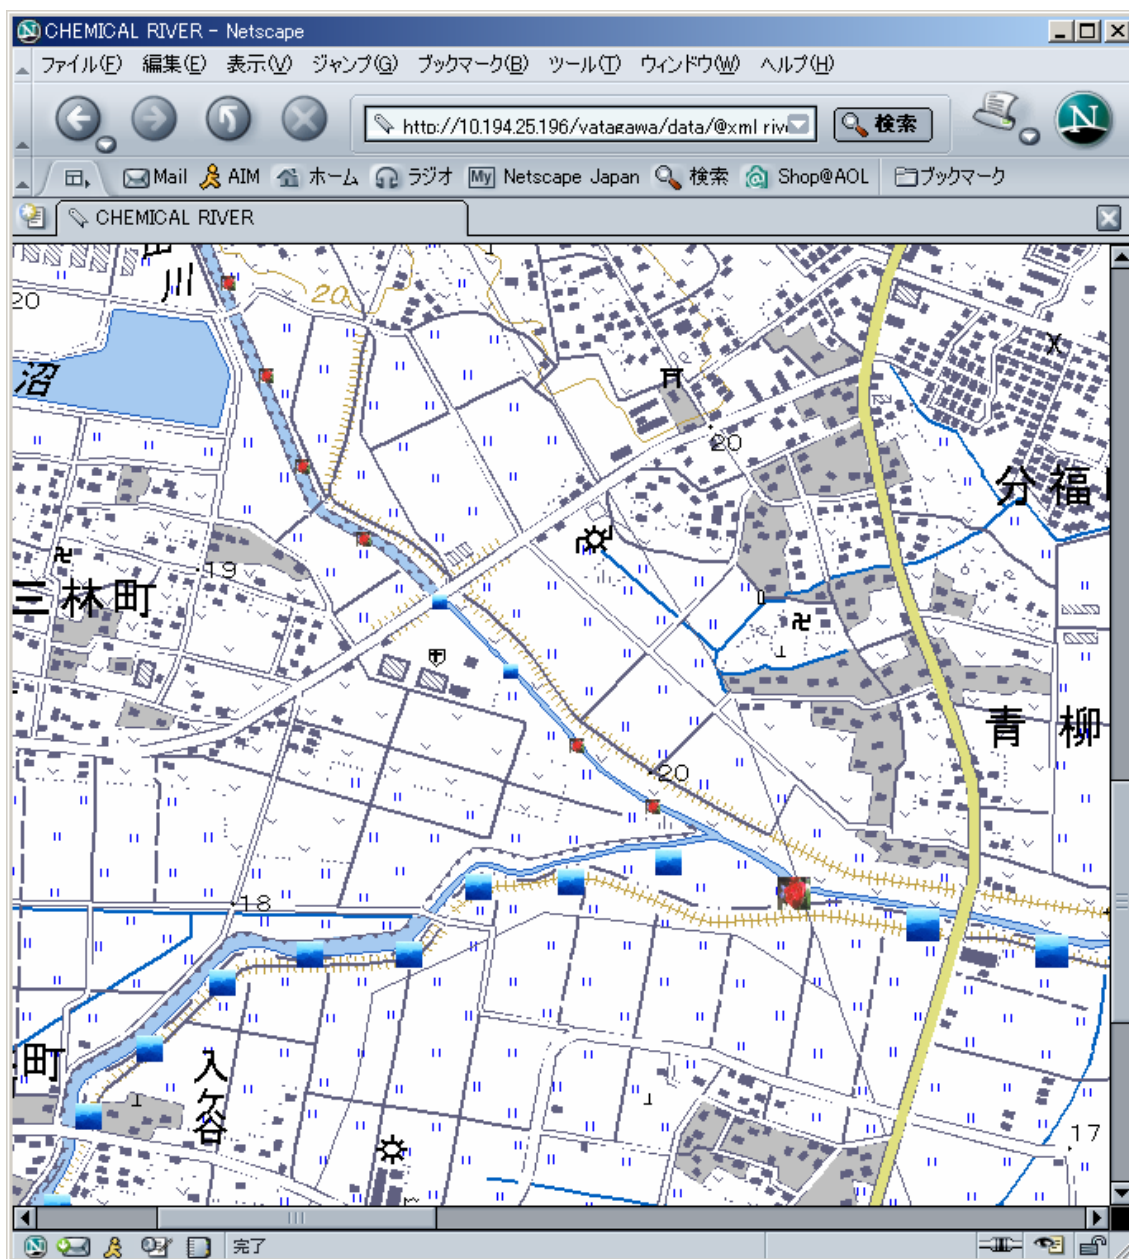 CHEMICAL RIVER - Netscape
ファイル(F) 編集(E) 表示(V) ジャンプ(G) ブックマーク(B) ツール(T) ウィンドウ(W) ヘルプ(H)
http://10.194.25.196/vatagawa/data/@xml 検索
Mail AIM ホーム ラジオ My Netscape Japan 検索 Shop@AOL ブックマーク
CHEMICAL RIVER
川
20
20
沼
20
分福
19
三林町
青柳
20
18
町
入ケ谷
17
完了